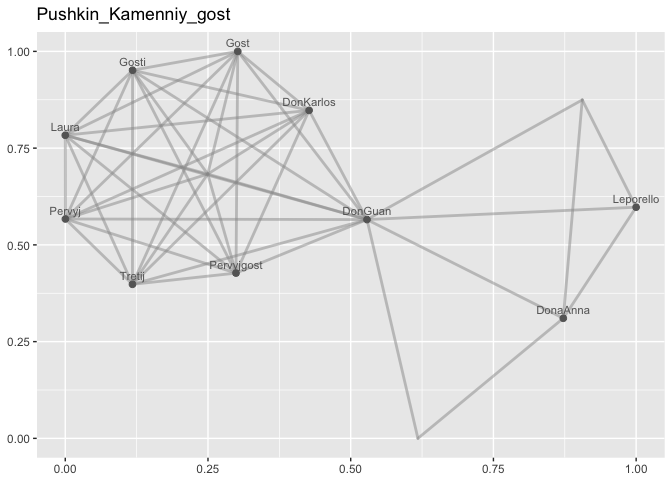 Pushkin_Kamenniy_gost
Gost
1.00
Gosti
DonKarlos
Laura
0.75
Leporello
Pervyj
DonGuan
0.50
Pervyjgost
Tretij
DonaAnna
0.25
0.00
0.00 0.25 0.50 0.75 1.00